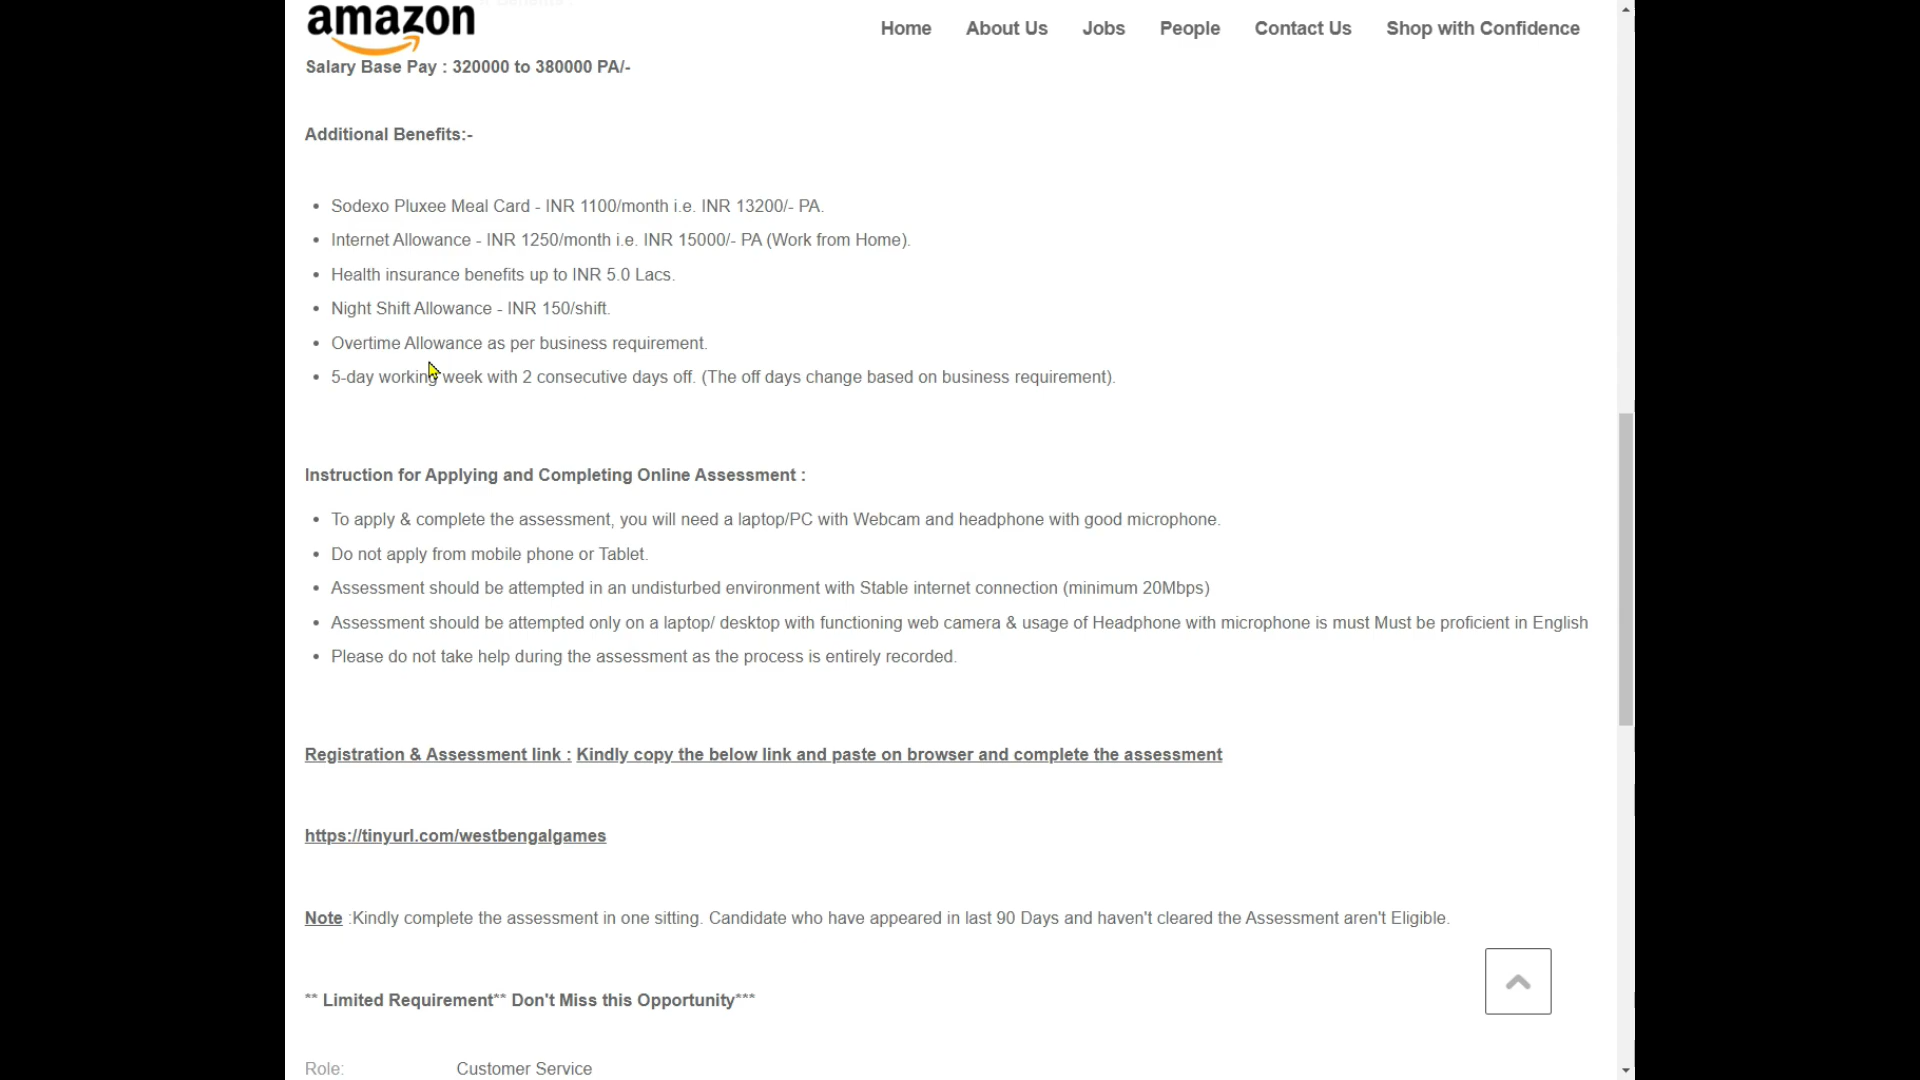 amazon
Home About Us Jobs People Contact Us Shop with Confidence
Salary Base Pay : 320000 to 380000 PA/-
Additional Benefits:-
• Sodexo Pluxee Meal Card - INR 1100/month i.e. INR 13200/- PA.
• Internet Allowance - INR 1250/month i.e. INR 15000/- PA (Work from Home).
• Health insurance benefits up to INR 5.0 Lacs.
• Night Shift Allowance - INR 150/shift.
• Overtime Allowance as per business requirement.
• 5-day working week with 2 consecutive days off. (The off days change based on business requirement).
Instruction for Applying and Completing Online Assessment :
• To apply & complete the assessment, you will need a laptop/PC with Webcam and headphone with good microphone.
• Do not apply from mobile phone or Tablet.
• Assessment should be attempted in an undisturbed environment with Stable internet connection (minimum 20Mbps)
• Assessment should be attempted only on a laptop/ desktop with functioning web camera & usage of Headphone with microphone is must Must be proficient in English
• Please do not take help during the assessment as the process is entirely recorded.
Registration & Assessment link : Kindly copy the below link and paste on browser and complete the assessment
https://tinyurl.com/westbengalgames
Note :Kindly complete the assessment in one sitting. Candidate who have appeared in last 90 Days and haven't cleared the Assessment aren't Eligible.
** Limited Requirement** Don't Miss this Opportunity***
Role: Customer Service